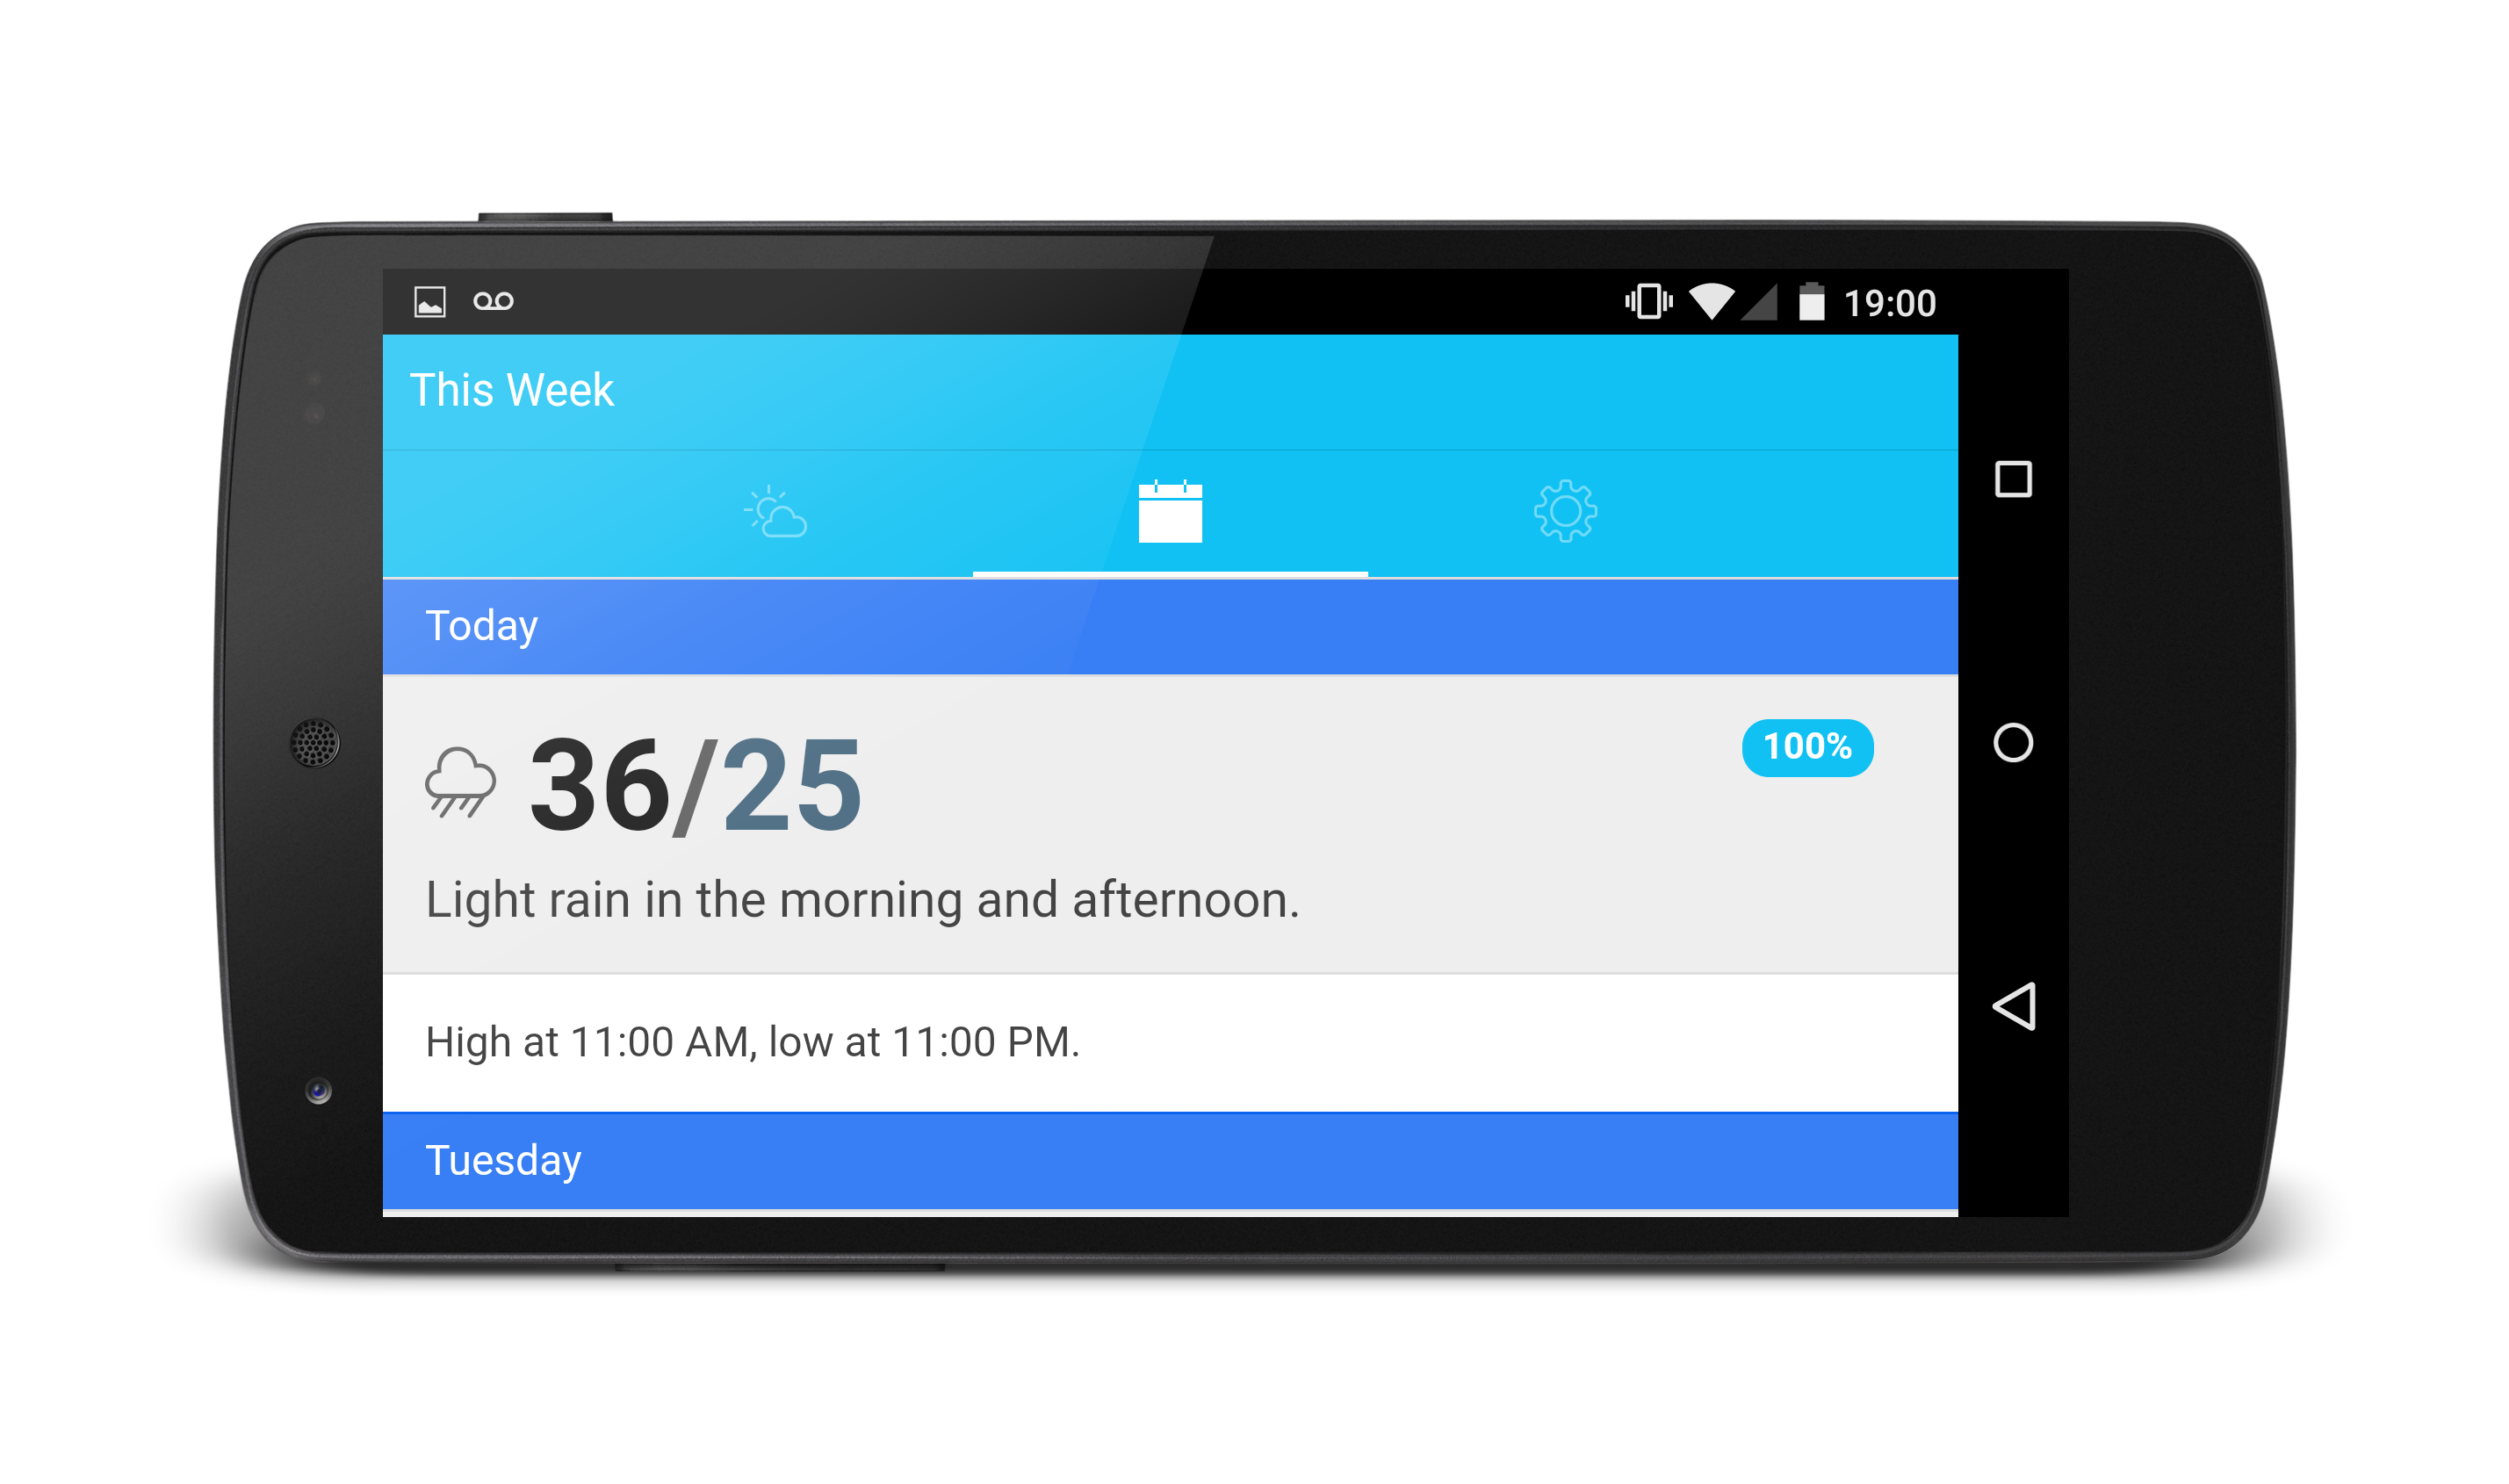 19:00
This Week
Today
36/25
100%
Light rain in the morning and afternoon.
High at 11:00 AM, low at 11:00 PM.
Tuesday